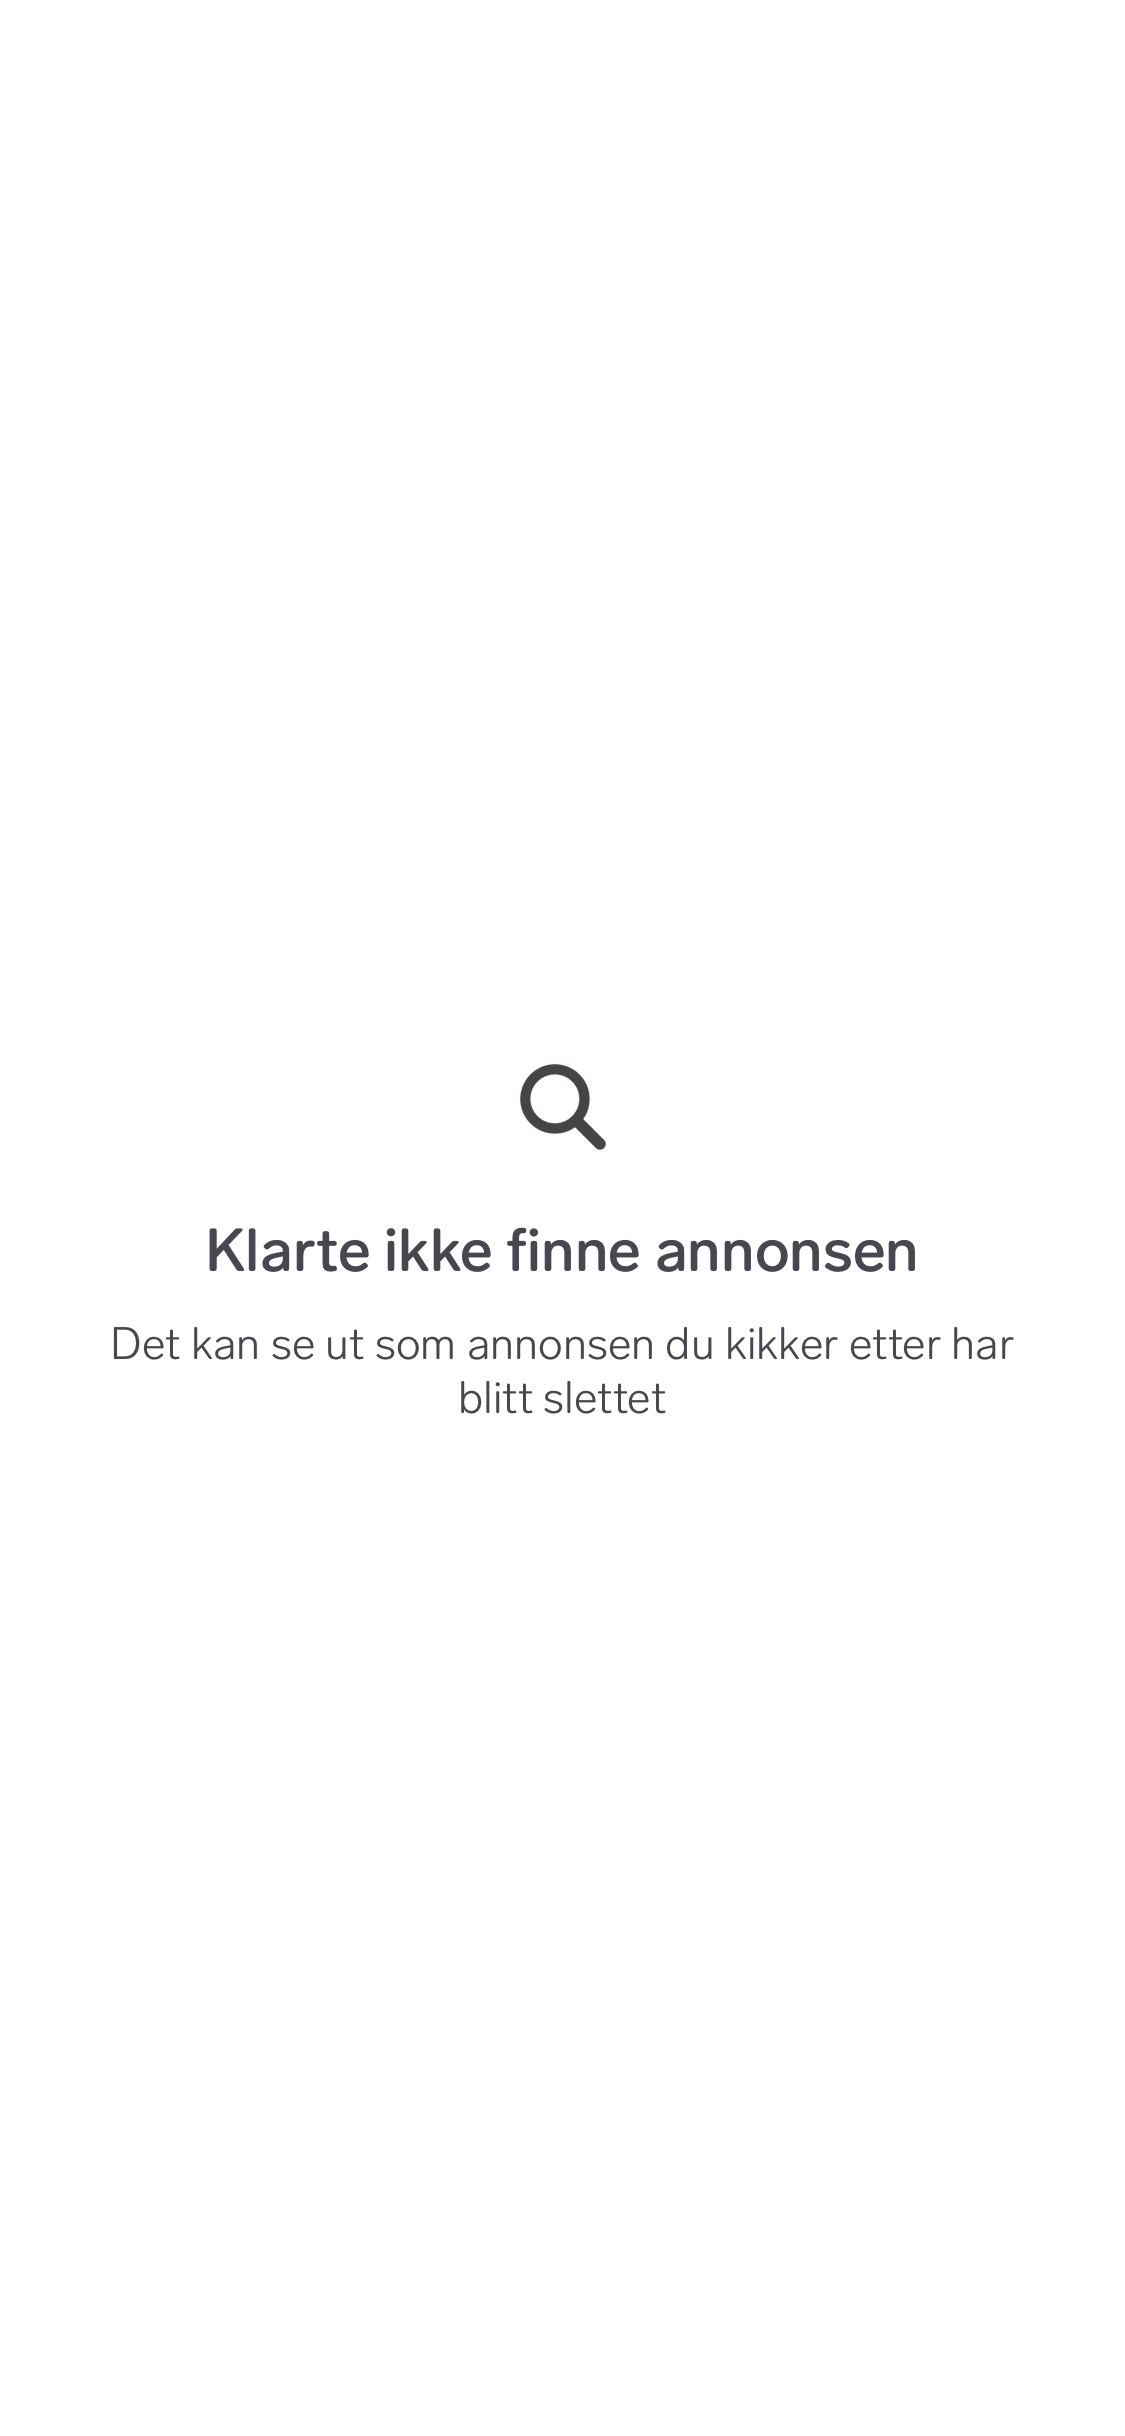 Klarte ikke finne annonsen
Det kan se ut som annonsen du kikker etter har
blitt slettet